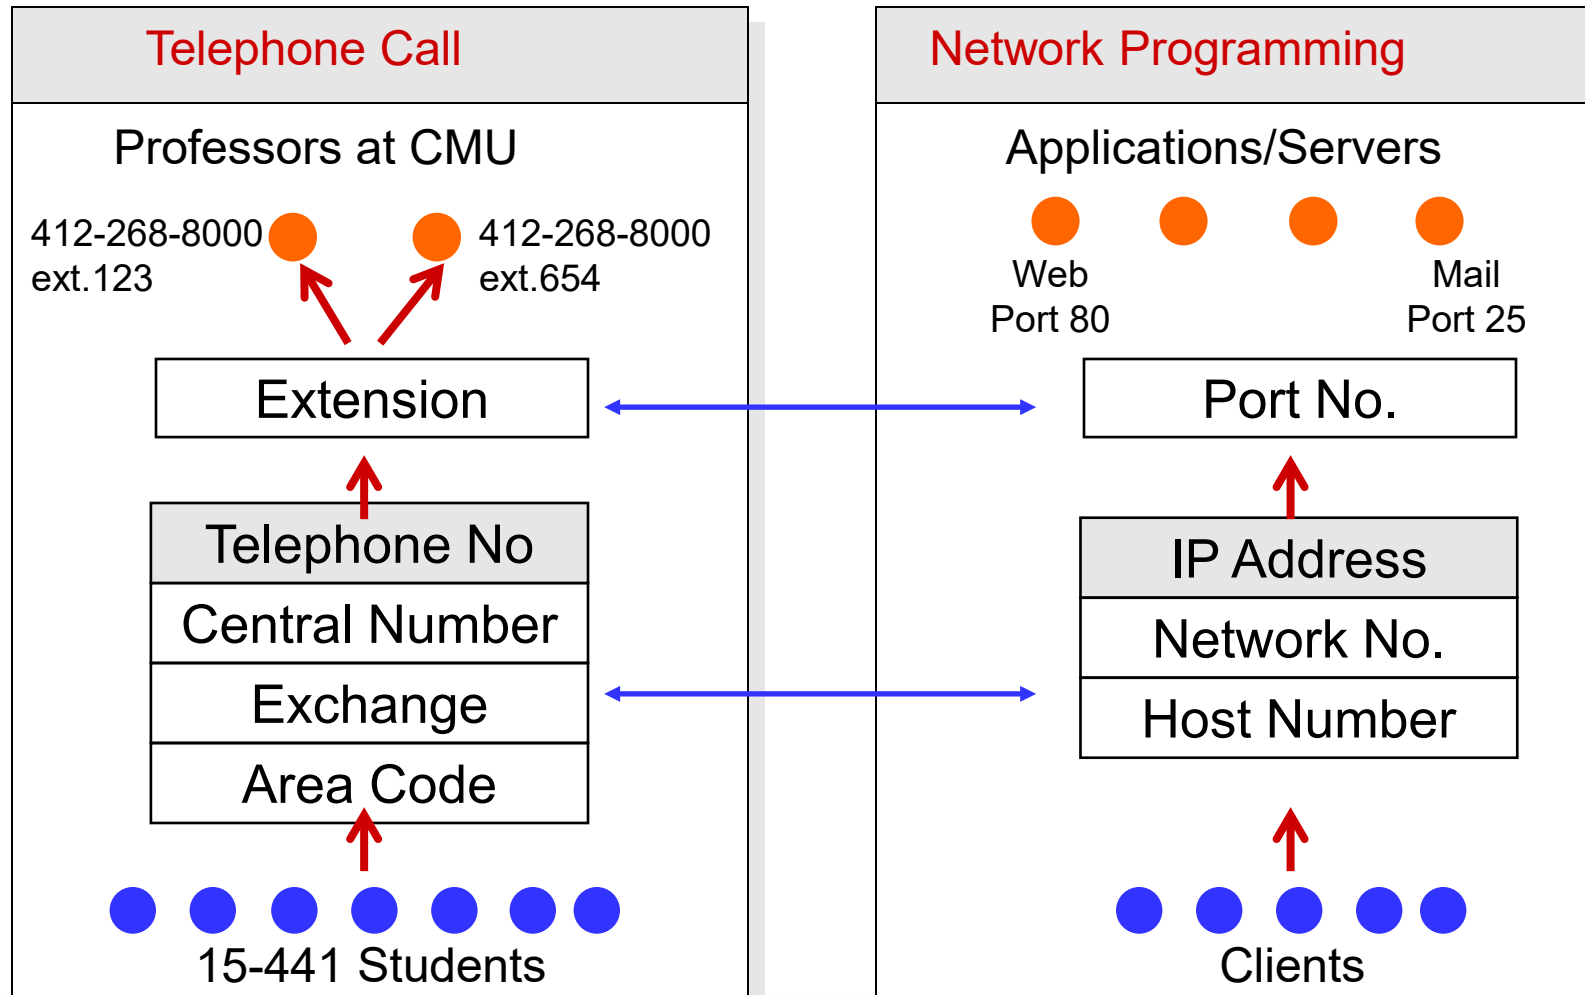 Telephone Call
Professors at CMU
412-268-8000
ext.123
412-268-8000
ext.654
Extension
Telephone No
Central Number
Exchange
Area Code
15-441 Students
Network Programming
Applications/Servers
Web
Port 80
Mail
Port 25
Port No.
IP Address
Network No.
Host Number
Clients